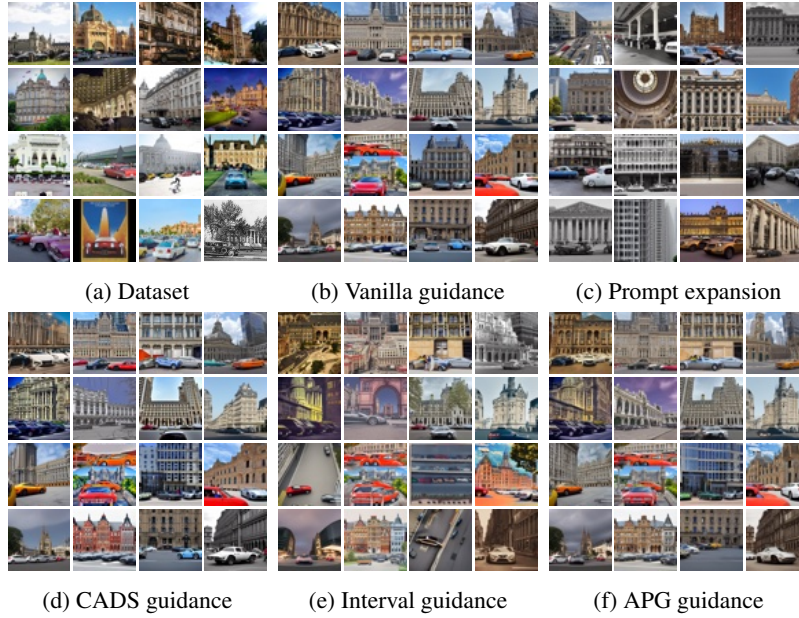 (a) Dataset
(b) Vanilla guidance
(c) Prompt expansion
(d) CADS guidance
(e) Interval guidance
(f) APG guidance